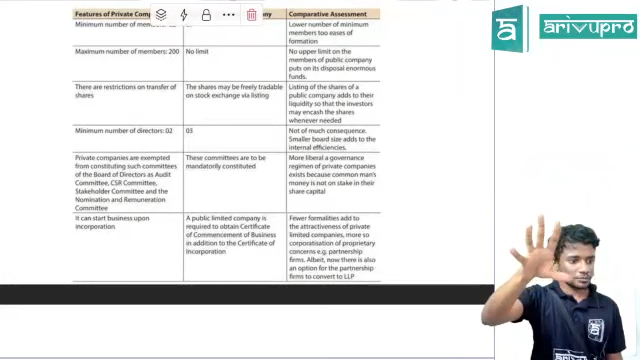 Features of Private Comp
Comparative Assessment
Minimum number of
Lower number of minimum
members too eases of
formation
Maximum number of members: 200
No limit
No upper limit on the
members of public company
puts on its disposal enormous
funds.
There are restrictions on transfer of
shares
The shares may be freely tradable
on stock exchange via listing
Listing of the shares of a
public company adds to their
liquidity so that the investors
may encash the shares
whenever needed
Minimum number of directors: 02
03
Not of much consequence.
Smaller board size adds to the
internal efficiencies.
Private companies are exempted
from constituting such committees
of the Board of Directors as Audit
Committee, CSR Committee,
Stakeholder Committee and the
Nomination and Remuneration
Committee
These committees are to be
mandatorily constituted
More liberal a governance
regimen of private companies
exists because common man's
money is not on stake in their
share capital
It can start business upon
incorporation
A public limited company is
required to obtain Certificate
of Commencement of Business
in addition to the Certificate of
Incorporation
Fewer formalities add to
the attractiveness of private
limited companies, more so
corporatisation of proprietary
concerns e.g. partnership
firms. Albeit, now there is also
an option for the partnership
firms to convert to LLP
arivupro